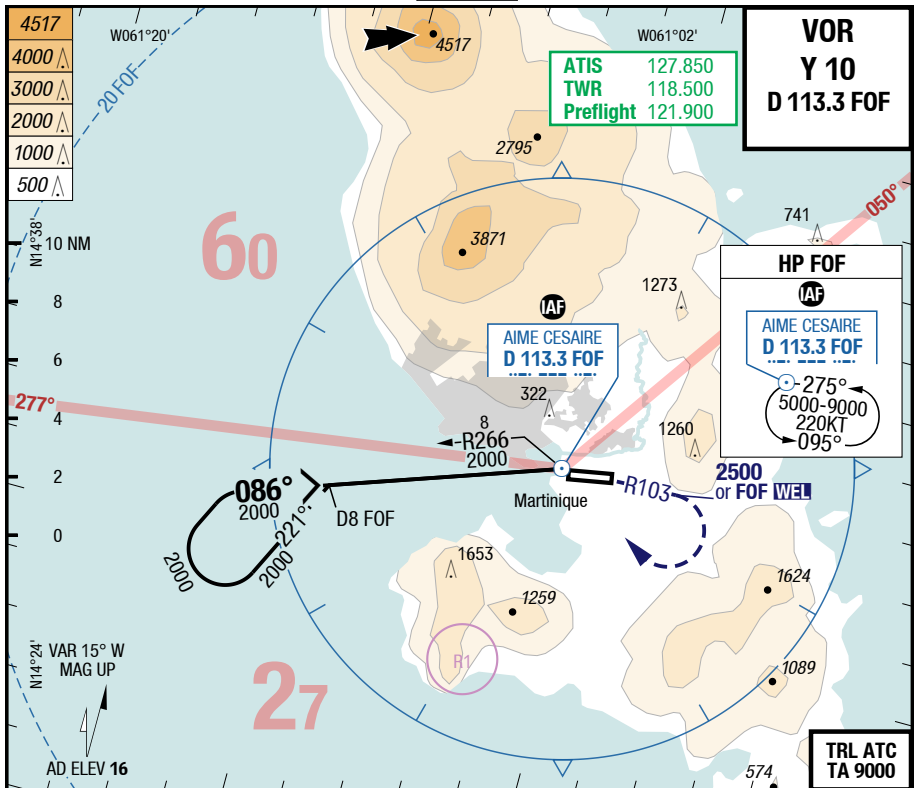 4517
4000
3000
2000
1000
500
W061°20'
20 FOF
4517
W061°02'
ATIS 127.850
TWR 118.500
Preflight 121.900
VOR
Y 10
D 113.3 FOF
2795
3871
N14°38'
10 NM
8
6
4
2
0
60
741
050°
1273
HP FOF
IAF
AIME CESAIRE
D 113.3 FOF
275°
5000-9000
220KT
095°
IAF
AIME CESAIRE
D 113.3 FOF
277°
322
8
R266
2000
1260
Martinique
R103
2500
or FOF WEL
086°
2000
221°
2000
2000
D8 FOF
1653
1259
1624
1089
R1
N14°24'
VAR 15° W
MAG UP
27
AD ELEV 16
574
TRL ATC
TA 9000